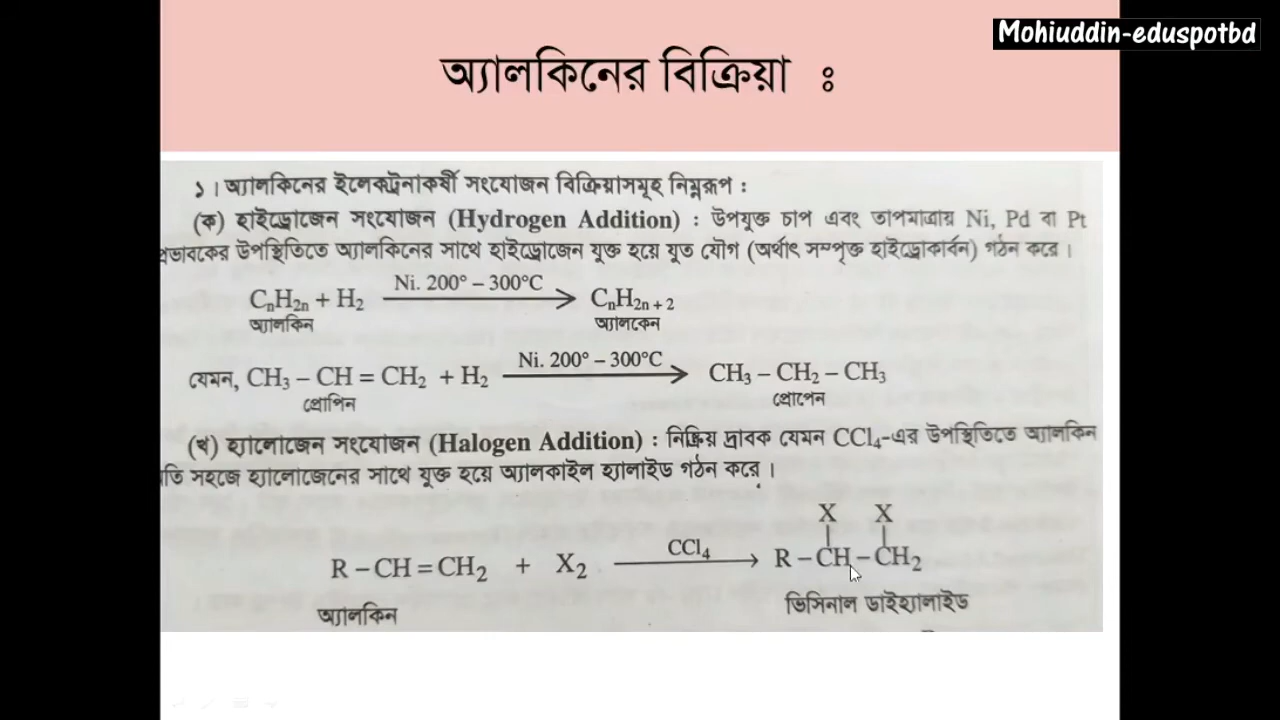 Mohiuddin-eduspotbd
অ্যালকিনের বিক্রিয়া ঃ
১। অ্যালকিনের ইলেকট্রনাকর্ষী সংযোজন বিক্রিয়াসমূহ নিম্নরূপ :
(ক) হাইড্রোজেন সংযোজন (Hydrogen Addition) : উপযুক্ত চাপ এবং তাপমাত্রায় Ni, Pd বা Pt
প্রভাবকের উপস্থিতিতে অ্যালকিনের সাথে হাইড্রোজেন যুক্ত হয়ে যুত যৌগ (অর্থাৎ সম্পৃক্ত হাইড্রোকার্বন) গঠন করে।
Ni. 200° – 300°C
CₙH₂ₙ + H₂ ⟶ CₙH₂ₙ₊₂
অ্যালকিন অ্যালকেন
Ni. 200° – 300°C
যেমন, CH₃ – CH = CH₂ + H₂ ⟶ CH₃ – CH₂ – CH₃
প্রোপিন প্রোপেন
(খ) হ্যালোজেন সংযোজন (Halogen Addition) : নিষ্ক্রিয় দ্রাবক যেমন CCl₄-এর উপস্থিতিতে অ্যালকিন
অতি সহজে হ্যালোজেনের সাথে যুক্ত হয়ে অ্যালকাইল হ্যালাইড গঠন করে।
X X
CCl₄
R – CH = CH₂ + X₂ ⟶ R – CH – CH₂
অ্যালকিন ভিসিনাল ডাইহ্যালাইড